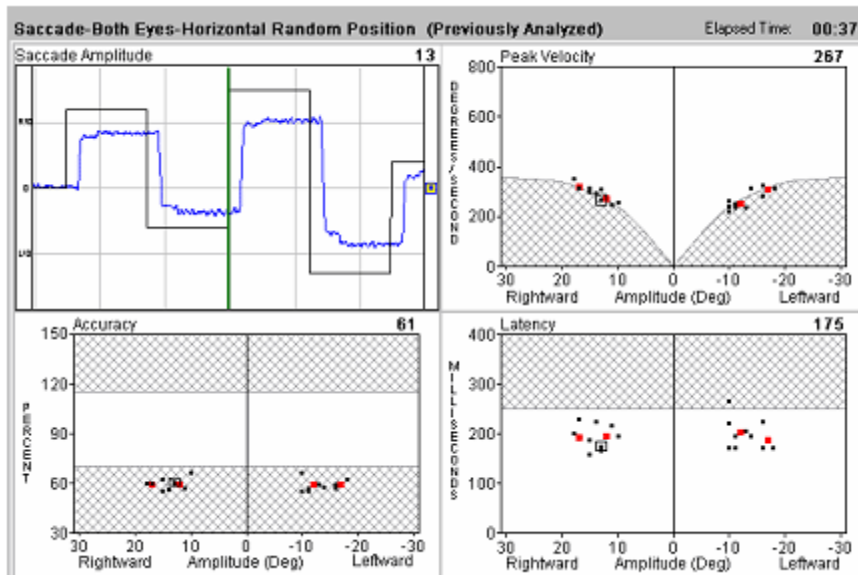 Saccade-Both Eyes-Horizontal Random Position (Previously Analyzed) Elapsed Time: 00:37
Saccade Amplitude 13
0
Peak Velocity 267
DEGREES/SECOND
800
600
400
200
0
30 20 10 0 -10 -20 -30
Rightward Amplitude (Deg) Leftward
Accuracy 61
PERCENT
150
120
90
60
30
30 20 10 0 -10 -20 -30
Rightward Amplitude (Deg) Leftward
Latency 175
MILLISECONDS
400
300
200
100
0
30 20 10 0 -10 -20 -30
Rightward Amplitude (Deg) Leftward